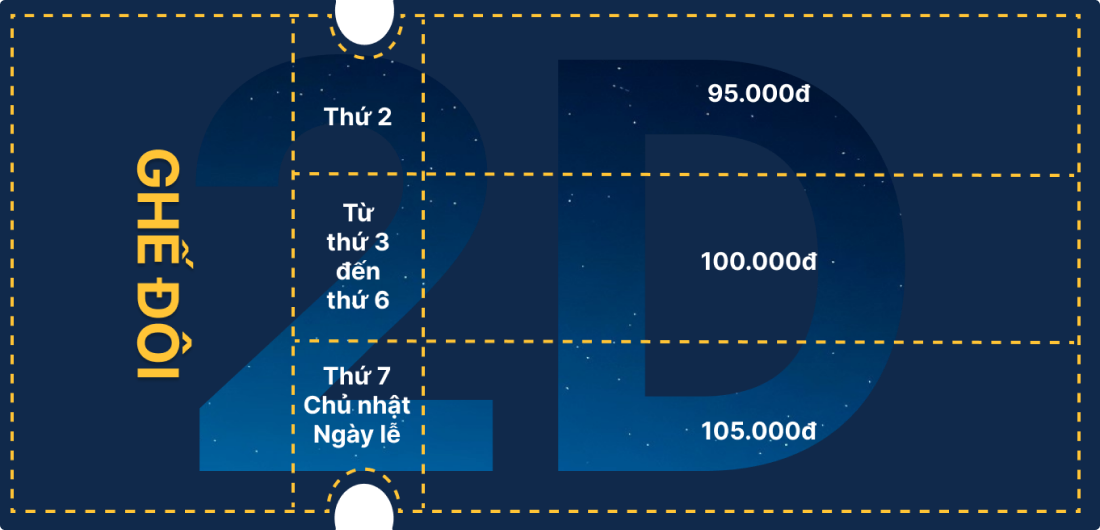 2D
GHẾ ĐÔI
Thứ 2
95.000đ
Từ
thứ 3
đến
thứ 6
100.000đ
Thứ 7
Chủ nhật
Ngày lễ
105.000đ